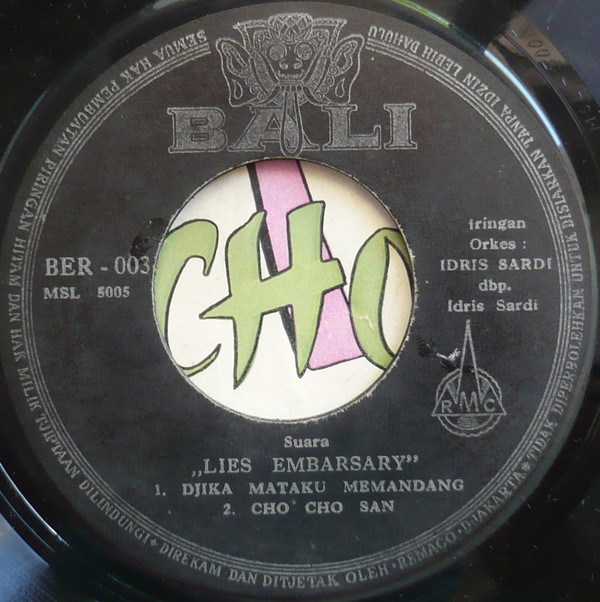 SEMUA HAK PEMBUATAN PIRINGAN HITAM DAN HAK MILIK TJIPTAAN DILINDUNGI * DIREKAM DAN DITJETAK OLEH: REMACO - DJAKARTA * TIDAK DIPERBOLEHKAN UNTUK DISIARKAN TANPA IDZIN LEBIH DAHULU
BALI
CHO
BER - 003
MSL 5005
Iringan
Orkes :
IDRIS SARDI
dbp.
Idris Sardi
RMC
Suara
„LIES EMBARSARY”
1. DJIKA MATAKU MEMANDANG
2. CHO CHO SAN